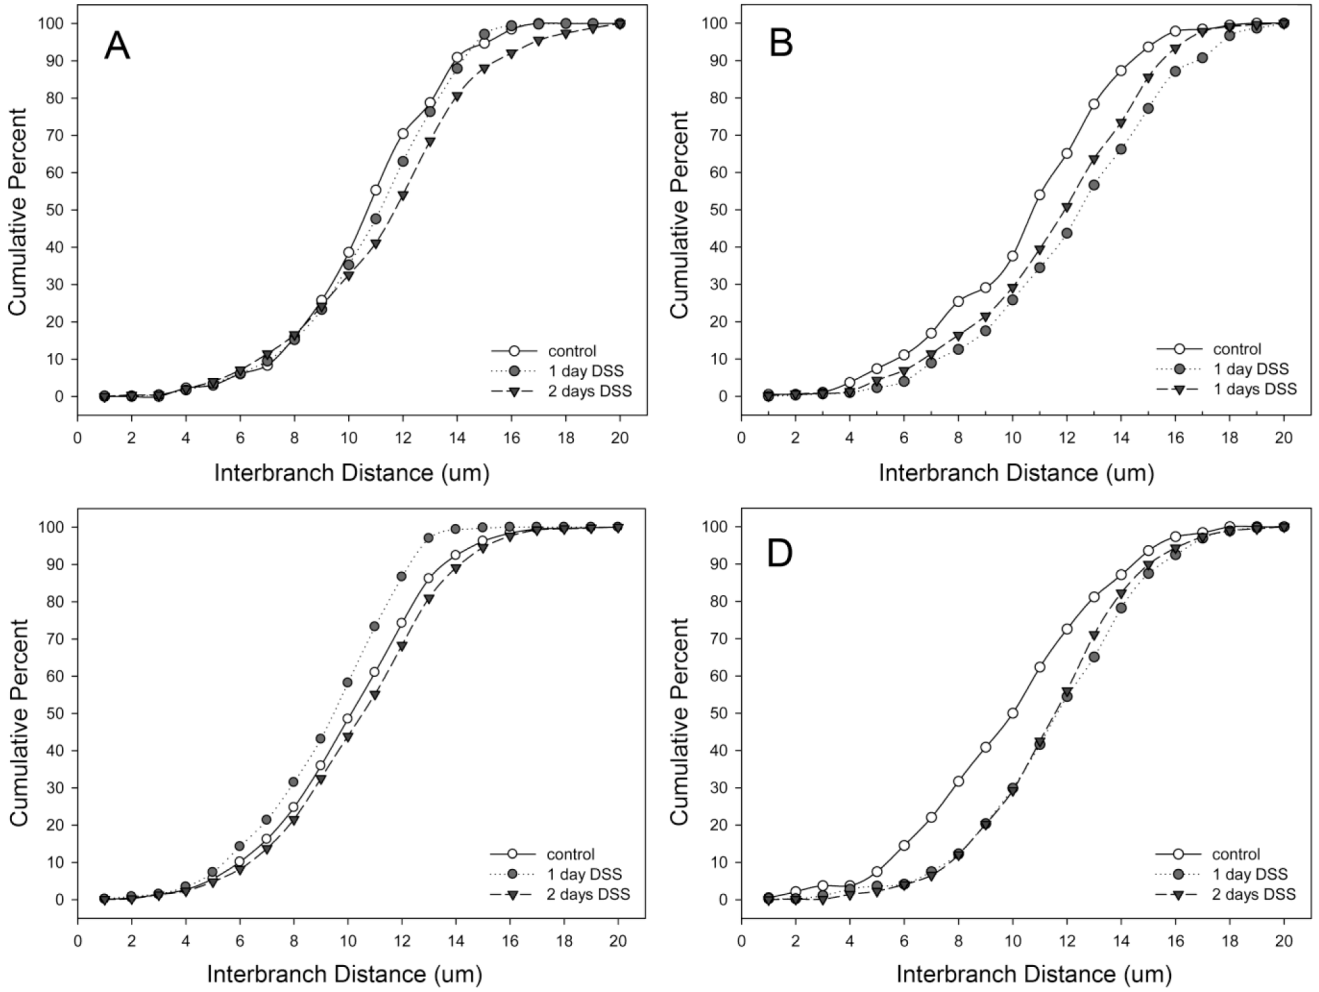 A
100
90
80
70
60
50
40
30
20
10
0
Cumulative Percent
control
1 day DSS
2 days DSS
0 2 4 6 8 10 12 14 16 18 20
Interbranch Distance (um)
B
100
90
80
70
60
50
40
30
20
10
0
Cumulative Percent
control
1 day DSS
1 days DSS
0 2 4 6 8 10 12 14 16 18 20
Interbranch Distance (um)
100
90
80
70
60
50
40
30
20
10
0
Cumulative Percent
control
1 day DSS
2 days DSS
0 2 4 6 8 10 12 14 16 18 20
Interbranch Distance (um)
D
100
90
80
70
60
50
40
30
20
10
0
Cumulative Percent
control
1 day DSS
2 days DSS
0 2 4 6 8 10 12 14 16 18 20
Interbranch Distance (um)